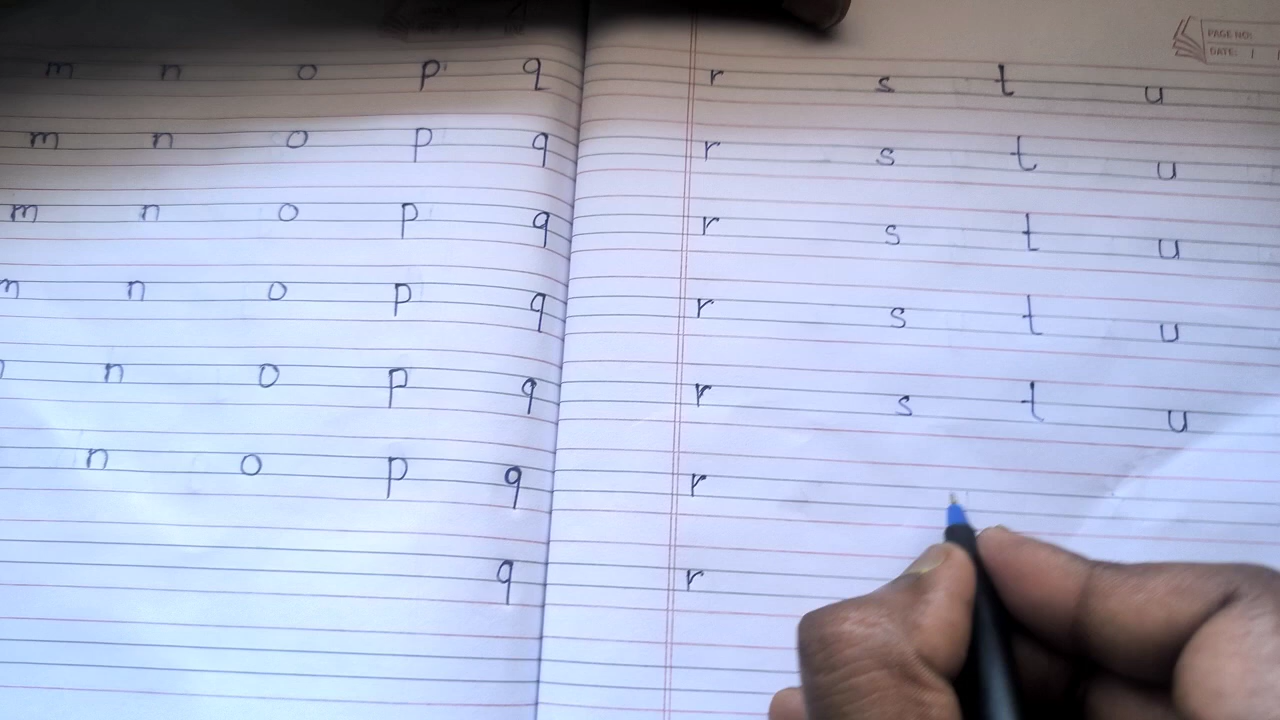 PAGE NO:
DATE:
m n o p q r s t u
m n o p q r s t u
m n o p q r s t u
m n o p q r s t u
n o p q r s t u
n o p q r
q r